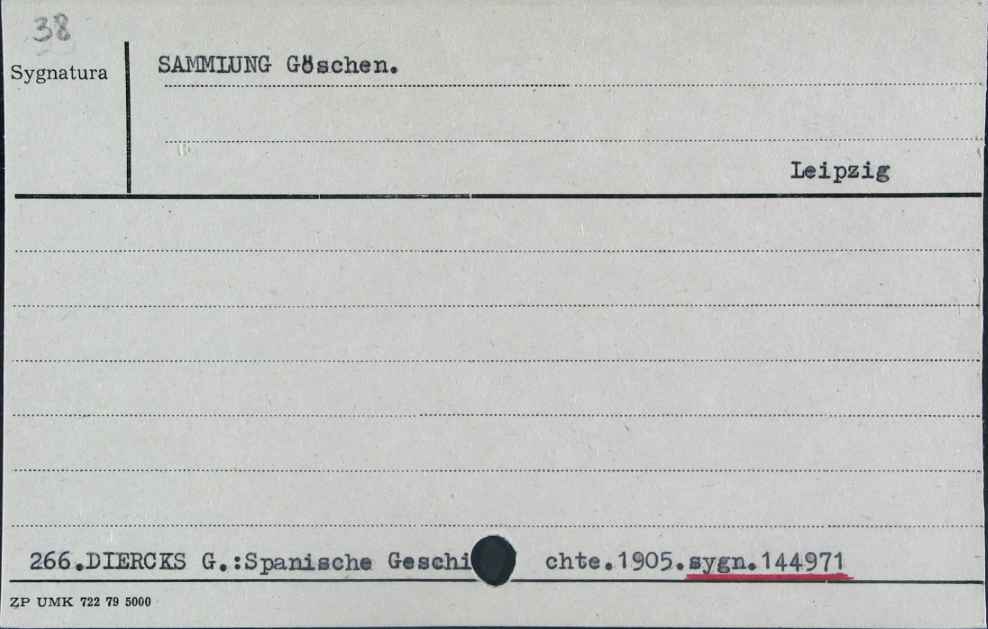 38
Sygnatura
SAMMLUNG Göschen.
Leipzig
266.DIERCKS G.:Spanische Geschi chte.1905.sygn.144971
ZP UMK 722 79 5000